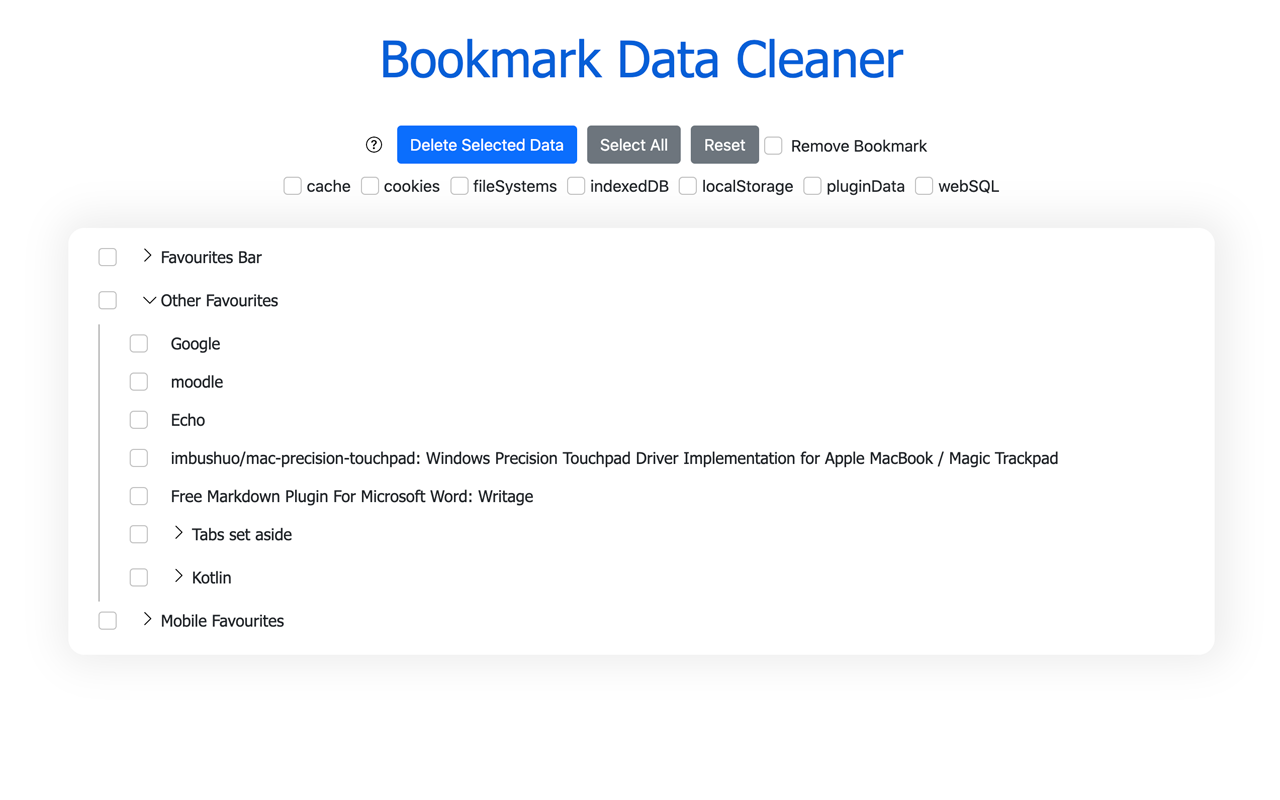 Bookmark Data Cleaner
? Delete Selected Data Select All Reset Remove Bookmark
cache cookies fileSystems indexedDB localStorage pluginData webSQL
Favourites Bar
Other Favourites
Google
moodle
Echo
imbushuo/mac-precision-touchpad: Windows Precision Touchpad Driver Implementation for Apple MacBook / Magic Trackpad
Free Markdown Plugin For Microsoft Word: Writage
Tabs set aside
Kotlin
Mobile Favourites